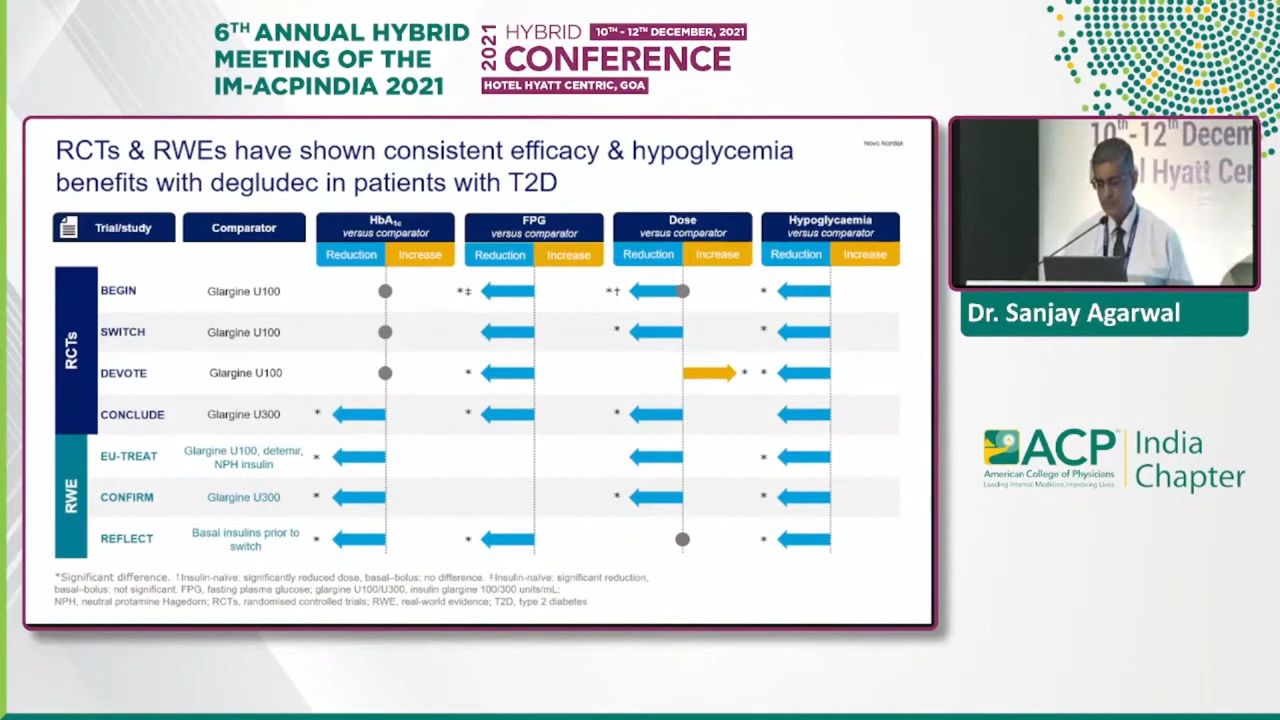 6TH ANNUAL HYBRID
MEETING OF THE
IM-ACPINDIA 2021
2021
HYBRID 10TH - 12TH DECEMBER, 2021
CONFERENCE
HOTEL HYATT CENTRIC, GOA
RCTs & RWEs have shown consistent efficacy & hypoglycemia
benefits with degludec in patients with T2D
Novo Nordisk
Trial/study Comparator HbA1c versus comparator FPG versus comparator Dose versus comparator Hypoglycaemia versus comparator
Reduction Increase Reduction Increase Reduction Increase Reduction Increase
RCTs
BEGIN Glargine U100 *‡ *† *
SWITCH Glargine U100 * *
DEVOTE Glargine U100 * * *
CONCLUDE Glargine U300 * * *
RWE
EU-TREAT Glargine U100, detemir, NPH insulin * *
CONFIRM Glargine U300 * * *
REFLECT Basal insulins prior to switch * * *
*Significant difference. †Insulin-naïve: significantly reduced dose, basal–bolus: no difference. ‡Insulin-naïve: significant reduction,
basal–bolus: not significant. FPG, fasting plasma glucose; glargine U100/U300, insulin glargine 100/300 units/mL;
NPH, neutral protamine Hagedorn; RCTs, randomised controlled trials; RWE, real-world evidence; T2D, type 2 diabetes
10th -12th Decem
l Hyatt Cen
Dr. Sanjay Agarwal
ACP
American College of Physicians
Leading Internal Medicine, Improving Lives
India
Chapter